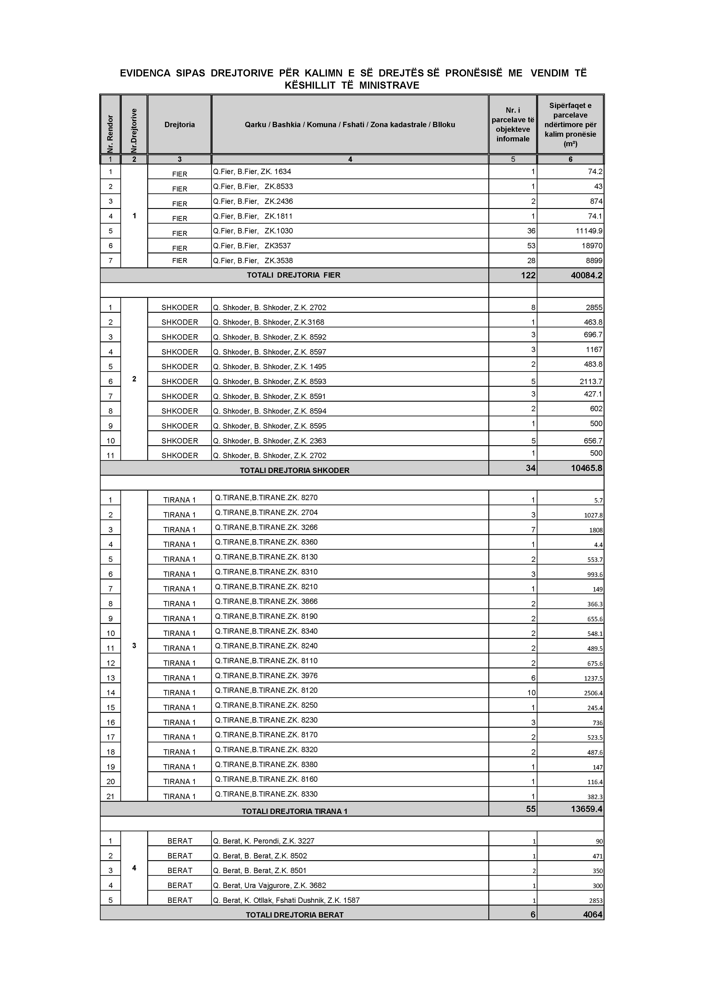 EVIDENCA SIPAS DREJTORIVE PËR KALIMN E SË DREJTËS SË PRONËSISË ME VENDIM TË
KËSHILLIT TË MINISTRAVE
Nr. Rendor
Nr.Drejtorive
Drejtoria
Qarku / Bashkia / Komuna / Fshati / Zona kadastrale / Blloku
Nr. i
parcelave të
objekteve
informale
Sipërfaqet e
parcelave
ndërtimore për
kalim pronësie
(m²)
1 2 3 4 5 6
1 FIER Q.Fier, B.Fier, ZK. 1634 1 74.2
2 FIER Q.Fier, B.Fier, ZK.8533 1 43
3 FIER Q.Fier, B.Fier, ZK.2436 2 874
4 1 FIER Q.Fier, B.Fier, ZK.1811 1 74.1
5 FIER Q.Fier, B.Fier, ZK.1030 36 11149.9
6 FIER Q.Fier, B.Fier, ZK3537 53 18970
7 FIER Q.Fier, B.Fier, ZK.3538 28 8899
TOTALI DREJTORIA FIER 122 40084.2
1 SHKODER Q. Shkoder, B. Shkoder, Z.K. 2702 8 2855
2 SHKODER Q. Shkoder, B. Shkoder, Z.K.3168 1 463.8
3 SHKODER Q. Shkoder, B. Shkoder, Z.K. 8592 3 696.7
4 SHKODER Q. Shkoder, B. Shkoder, Z.K. 8597 3 1167
5 SHKODER Q. Shkoder, B. Shkoder, Z.K. 1495 2 483.8
6 2 SHKODER Q. Shkoder, B. Shkoder, Z.K. 8593 5 2113.7
7 SHKODER Q. Shkoder, B. Shkoder, Z.K. 8591 3 427.1
8 SHKODER Q. Shkoder, B. Shkoder, Z.K. 8594 2 602
9 SHKODER Q. Shkoder, B. Shkoder, Z.K. 8595 1 500
10 SHKODER Q. Shkoder, B. Shkoder, Z.K. 2363 5 656.7
11 SHKODER Q. Shkoder, B. Shkoder, Z.K. 2702 1 500
TOTALI DREJTORIA SHKODER 34 10465.8
1 TIRANA 1 Q.TIRANE,B.TIRANE.ZK. 8270 1 5.7
2 TIRANA 1 Q.TIRANE,B.TIRANE.ZK. 2704 3 1027.8
3 TIRANA 1 Q.TIRANE,B.TIRANE.ZK. 3266 7 1808
4 TIRANA 1 Q.TIRANE,B.TIRANE.ZK. 8360 1 4.4
5 TIRANA 1 Q.TIRANE,B.TIRANE.ZK. 8130 2 553.7
6 TIRANA 1 Q.TIRANE,B.TIRANE.ZK. 8310 3 993.6
7 TIRANA 1 Q.TIRANE,B.TIRANE.ZK. 8210 1 149
8 TIRANA 1 Q.TIRANE,B.TIRANE.ZK. 3866 2 366.3
9 TIRANA 1 Q.TIRANE,B.TIRANE.ZK. 8190 2 655.6
10 TIRANA 1 Q.TIRANE,B.TIRANE.ZK. 8340 2 548.1
11 3 TIRANA 1 Q.TIRANE,B.TIRANE.ZK. 8240 2 489.5
12 TIRANA 1 Q.TIRANE,B.TIRANE.ZK. 8110 2 675.6
13 TIRANA 1 Q.TIRANE,B.TIRANE.ZK. 3976 6 1237.5
14 TIRANA 1 Q.TIRANE,B.TIRANE.ZK. 8120 10 2506.4
15 TIRANA 1 Q.TIRANE,B.TIRANE.ZK. 8250 1 245.4
16 TIRANA 1 Q.TIRANE,B.TIRANE.ZK. 8230 3 736
17 TIRANA 1 Q.TIRANE,B.TIRANE.ZK. 8170 2 523.5
18 TIRANA 1 Q.TIRANE,B.TIRANE.ZK. 8320 2 487.6
19 TIRANA 1 Q.TIRANE,B.TIRANE.ZK. 8380 1 147
20 TIRANA 1 Q.TIRANE,B.TIRANE.ZK. 8160 1 116.4
21 TIRANA 1 Q.TIRANE,B.TIRANE.ZK. 8330 1 382.3
TOTALI DREJTORIA TIRANA 1 55 13659.4
1 BERAT Q. Berat, K. Perondi, Z.K. 3227 1 90
2 BERAT Q. Berat, B. Berat, Z.K. 8502 1 471
3 4 BERAT Q. Berat, B. Berat, Z.K. 8501 2 350
4 BERAT Q. Berat, Ura Vajgurore, Z.K. 3682 1 300
5 BERAT Q. Berat, K. Otllak, Fshati Dushnik, Z.K. 1587 1 2853
TOTALI DREJTORIA BERAT 6 4064